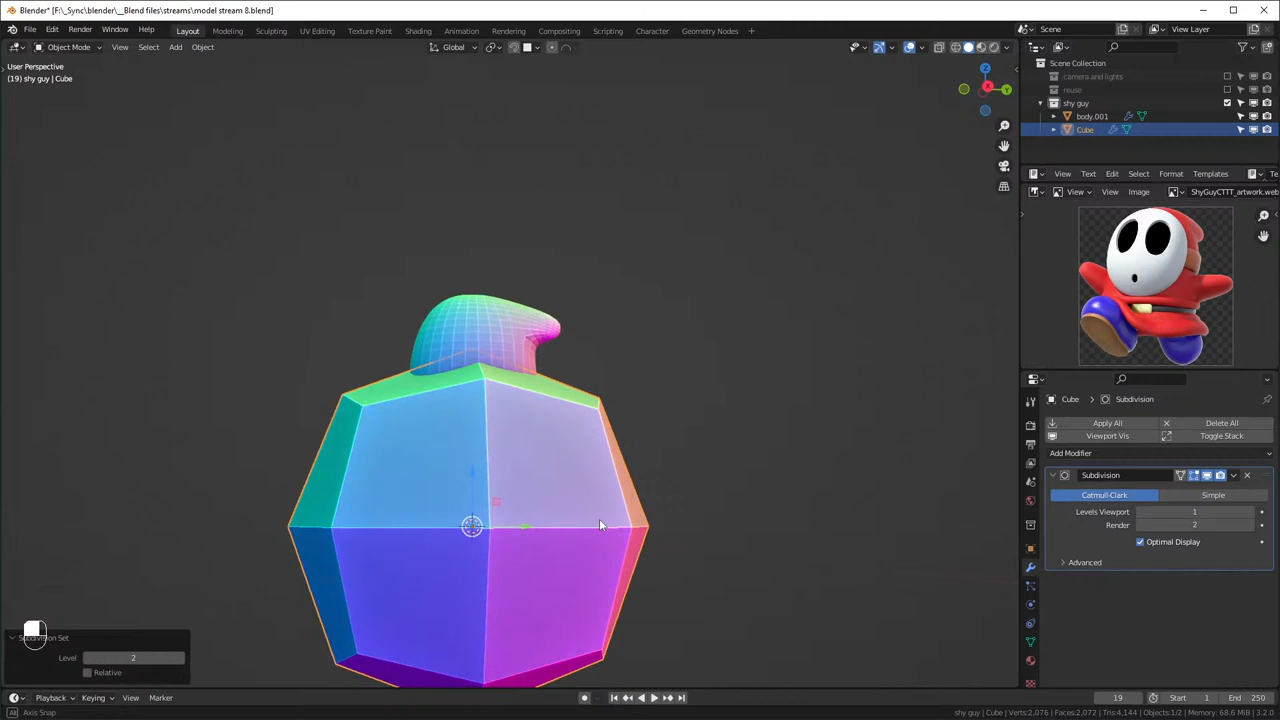 Blender* [F:\_Sync\blender\__Blend files\streams\model stream 8.blend]
File Edit Render Window Help Layout Modeling Sculpting UV Editing Texture Paint Shading Animation Rendering Compositing Scripting Character Geometry Nodes + Scene View Layer
Object Mode View Select Add Object Global
User Perspective
(19) shy guy | Cube
Z
Y
X
Scene Collection
camera and lights
reuse
shy guy
body.001
Cube
View Text Edit Select Format Templates Te
View View Image ShyGuyCTTT_artwork.web
Cube > Subdivision
Apply All Delete All
Viewport Vis Toggle Stack
Add Modifier
Subdivision
Catmull-Clark Simple
Levels Viewport 1
Render 2
Optimal Display
Advanced
Subdivision Set
Level 2
Relative
Playback Keying View Marker 19 Start 1 End 250
Axis Snap shy guy | Cube | Verts:2,076 | Faces:2,072 | Tris:4,144 | Objects:1/2 | Memory: 68.6 MiB | 3.2.0